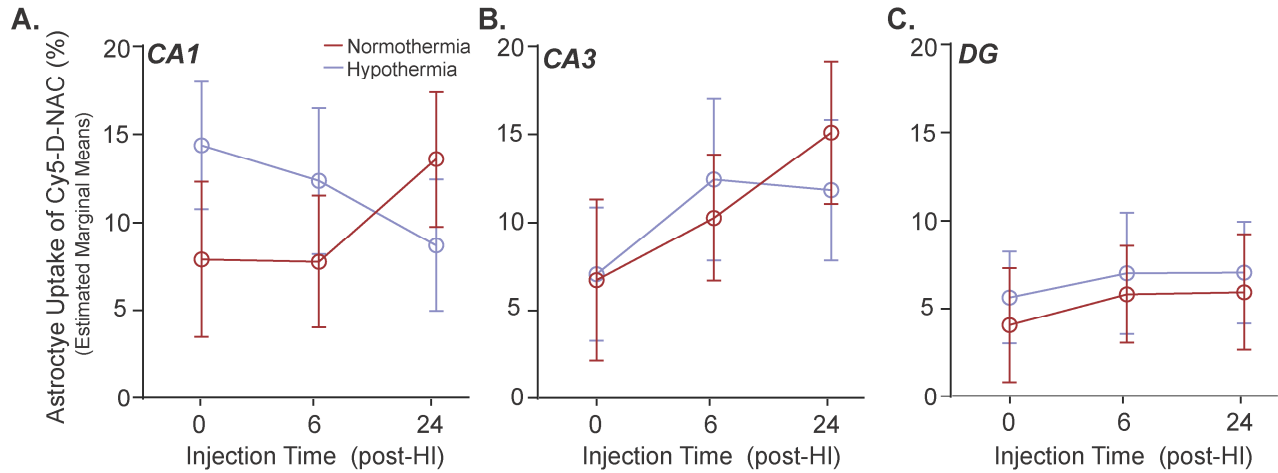 A.
Astroctye Uptake of Cy5-D-NAC (%)
(Estimated Marginal Means)
CA1
Normothermia
Hypothermia
20
15
10
5
0
0 6 24
Injection Time (post-HI)
B.
CA3
20
15
10
5
0
0 6 24
Injection Time (post-HI)
C.
DG
20
15
10
5
0
0 6 24
Injection Time (post-HI)